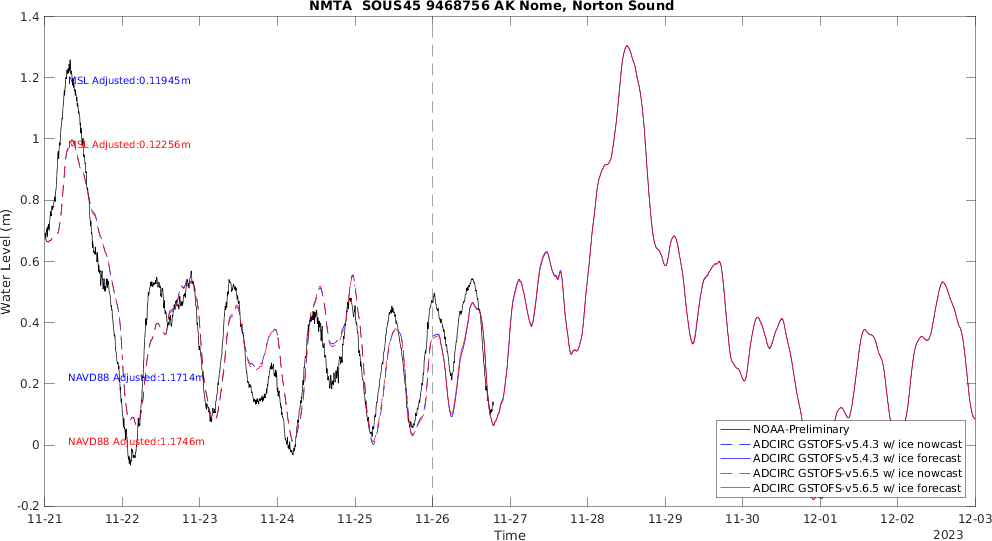 NMTA SOUS45 9468756 AK Nome, Norton Sound
1.4
1.2
1
0.8
0.6
0.4
0.2
0
-0.2
Water Level (m)
MSL Adjusted:0.11945m
MSL Adjusted:0.12256m
NAVD88 Adjusted:1.1714m
NAVD88 Adjusted:1.1746m
NOAA-Preliminary
ADCIRC GSTOFS-v5.4.3 w/ ice nowcast
ADCIRC GSTOFS-v5.4.3 w/ ice forecast
ADCIRC GSTOFS-v5.6.5 w/ ice nowcast
ADCIRC GSTOFS-v5.6.5 w/ ice forecast
11-21 11-22 11-23 11-24 11-25 11-26 11-27 11-28 11-29 11-30 12-01 12-02 12-03
Time
2023